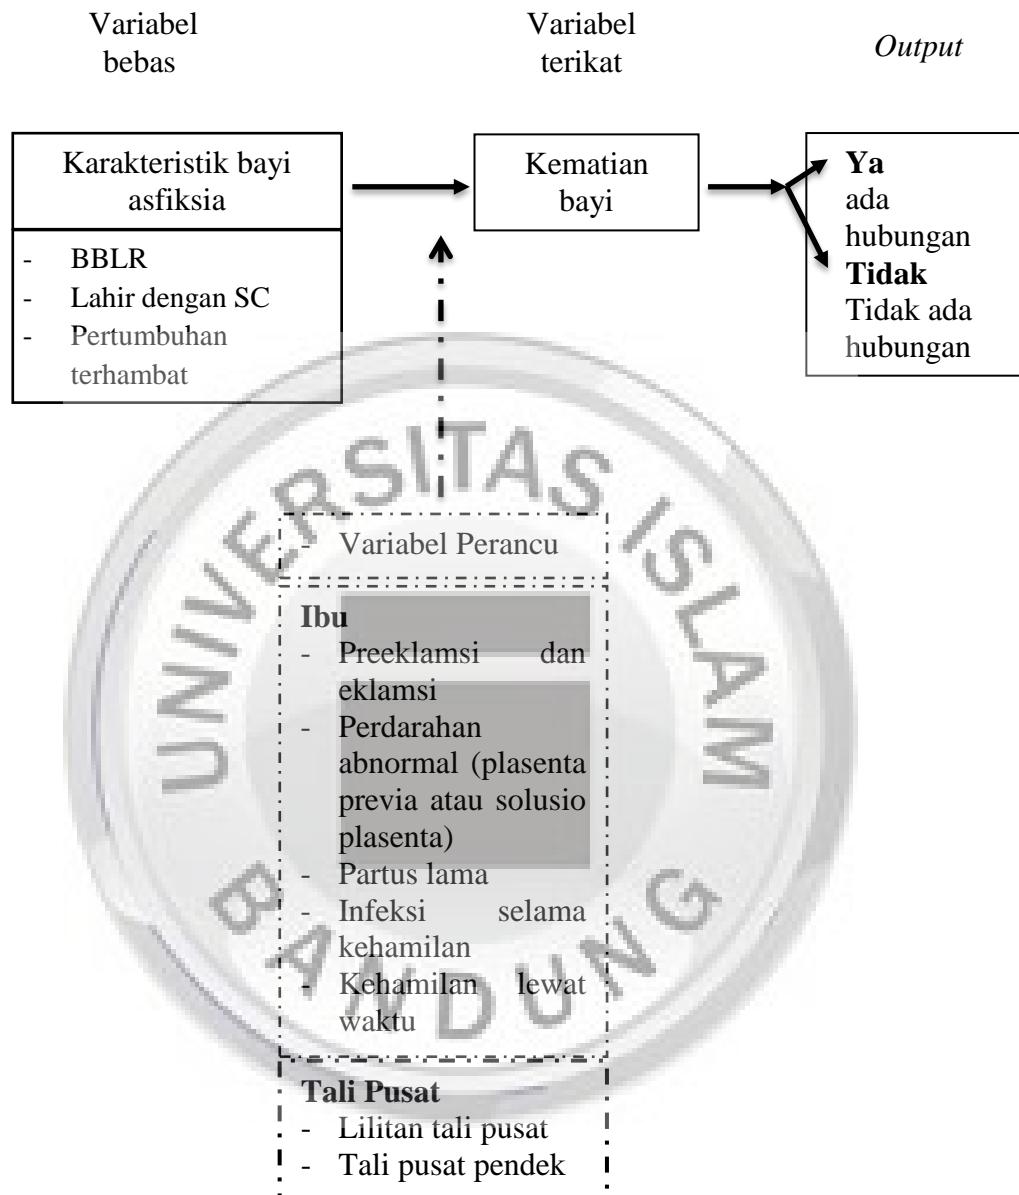 Variabel
bebas
Variabel
terikat
Output
Karakteristik bayi
asfiksia
- BBLR
- Lahir dengan SC
- Pertumbuhan
terhambat
Kematian
bayi
Ya
ada
hubungan
Tidak
Tidak ada
hubungan
- Variabel Perancu
Ibu
- Preeklamsi dan
eklamsi
- Perdarahan
abnormal (plasenta
previa atau solusio
plasenta)
- Partus lama
- Infeksi selama
kehamilan
- Kehamilan lewat
waktu
Tali Pusat
- Lilitan tali pusat
- Tali pusat pendek
UNIVERSITAS ISLAM
BANDUNG